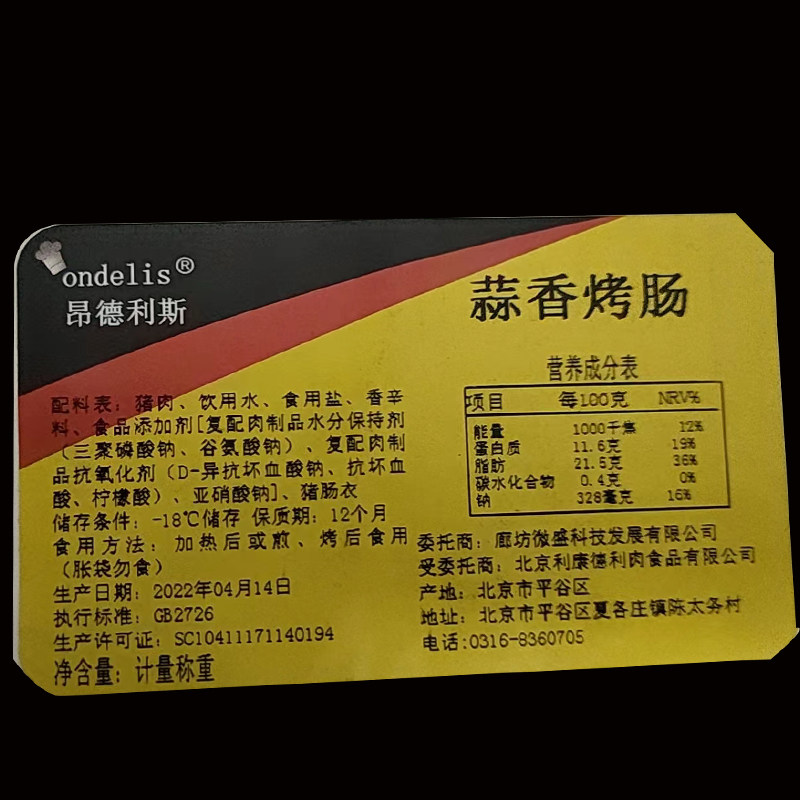 ondelis®
昂德利斯
蒜香烤肠
配料表：猪肉、饮用水、食用盐、香辛
料、食品添加剂[复配肉制品水分保持剂
（三聚磷酸钠、谷氨酸钠）、复配肉制
品抗氧化剂（D-异抗坏血酸钠、抗坏血
酸、柠檬酸）、亚硝酸钠]、猪肠衣
储存条件：-18℃储存 保质期：12个月
食用方法：加热后或煎、烤后食用
（胀袋勿食）
生产日期：2022年04月14日
执行标准：GB2726
生产许可证：SC10411171140194
净含量：计量称重
营养成分表
项目 每100克 NRV%
能量 1000千焦 12%
蛋白质 11.6克 19%
脂肪 21.5克 36%
碳水化合物 0.4克 0%
钠 328毫克 16%
委托商：廊坊微盛科技发展有限公司
受委托商：北京利康德利肉食品有限公司
产地：北京市平谷区
地址：北京市平谷区夏各庄镇陈太务村
电话:0316-8360705